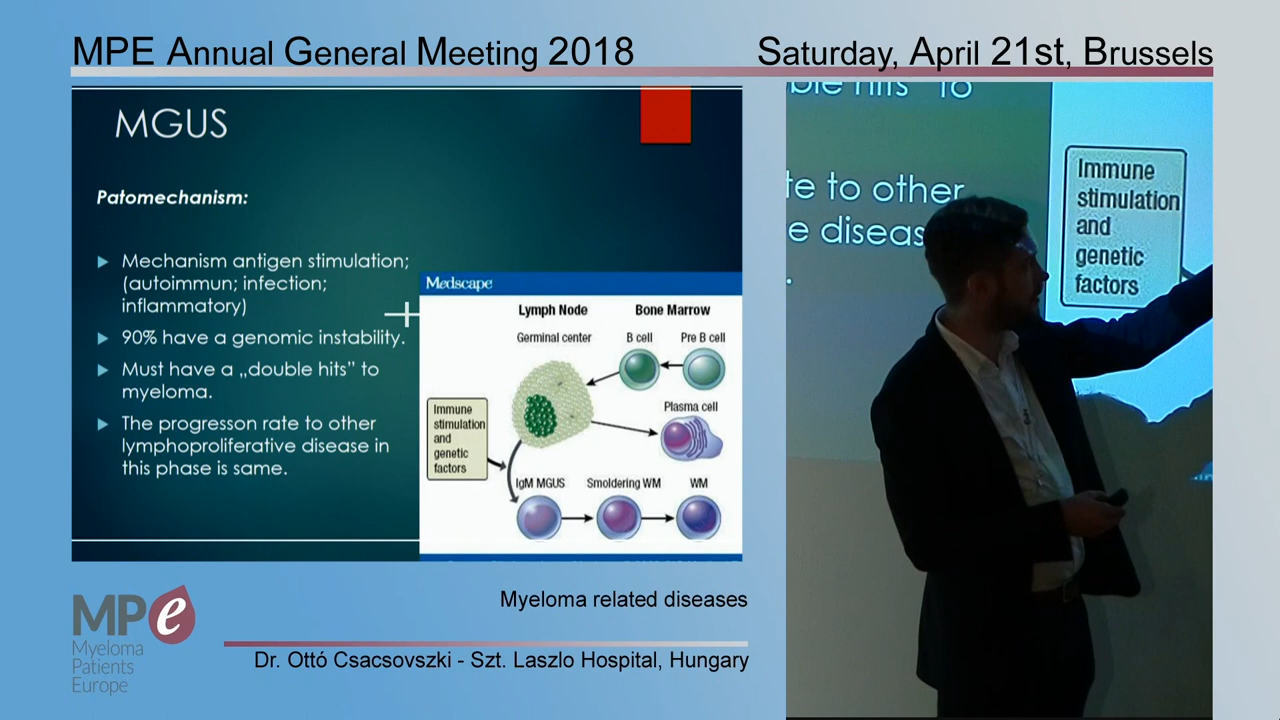 MPE Annual General Meeting 2018
Saturday, April 21st, Brussels
MGUS
Patomechanism:
Mechanism antigen stimulation;
(autoimmun; infection;
inflammatory)
90% have a genomic instability.
Must have a „double hits” to
myeloma.
The progresson rate to other
lymphoproliferative disease in
this phase is same.
Medscape
Lymph Node
Bone Marrow
Germinal center
B cell
Pre B cell
Plasma cell
Immune
stimulation
and
genetic
factors
IgM MGUS
Smoldering WM
WM
hits" To
to other
e diseas
Immune
stimulation
and
genetic
factors
Myeloma related diseases
Dr. Ottó Csacsovszki - Szt. Laszlo Hospital, Hungary
MPe
Myeloma
Patients
Europe